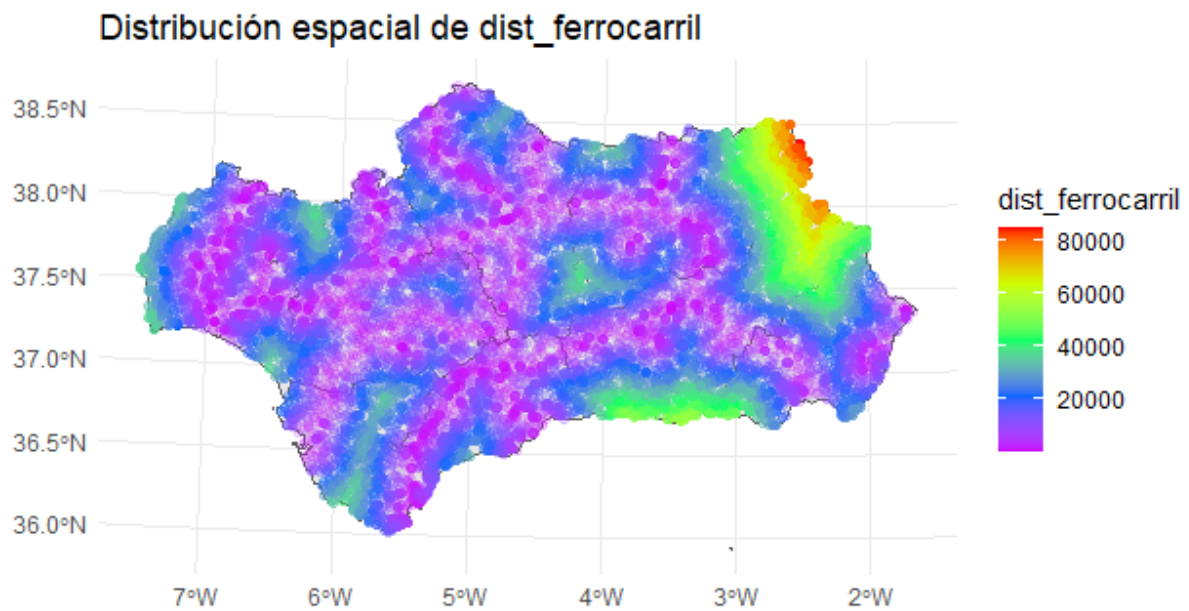 Distribución espacial de dist_ferrocarril
38.5°N
38.0°N
37.5°N
37.0°N
36.5°N
36.0°N
7°W 6°W 5°W 4°W 3°W 2°W
dist_ferrocarril
80000
60000
40000
20000